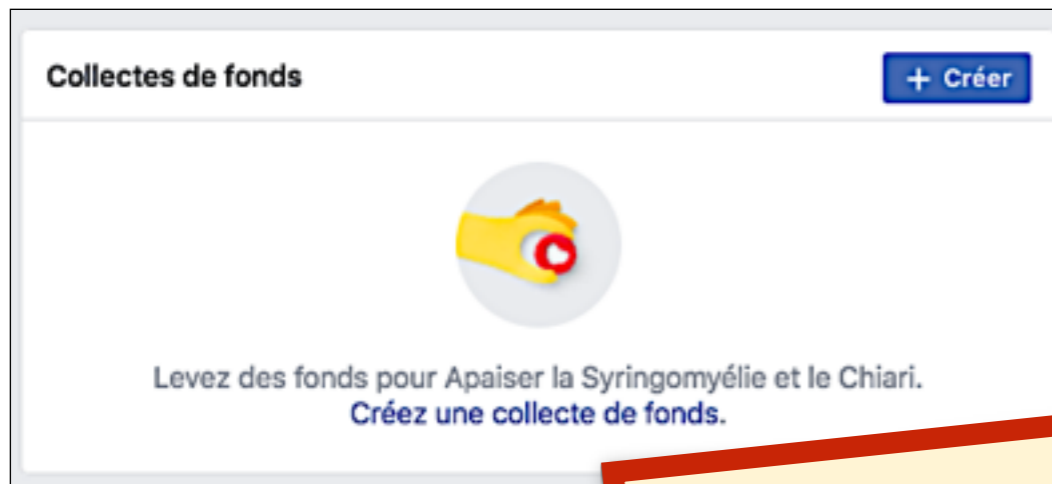 Collectes de fonds
+ Créer
Levez des fonds pour Apaiser la Syringomyélie et le Chiari.
Créez une collecte de fonds.